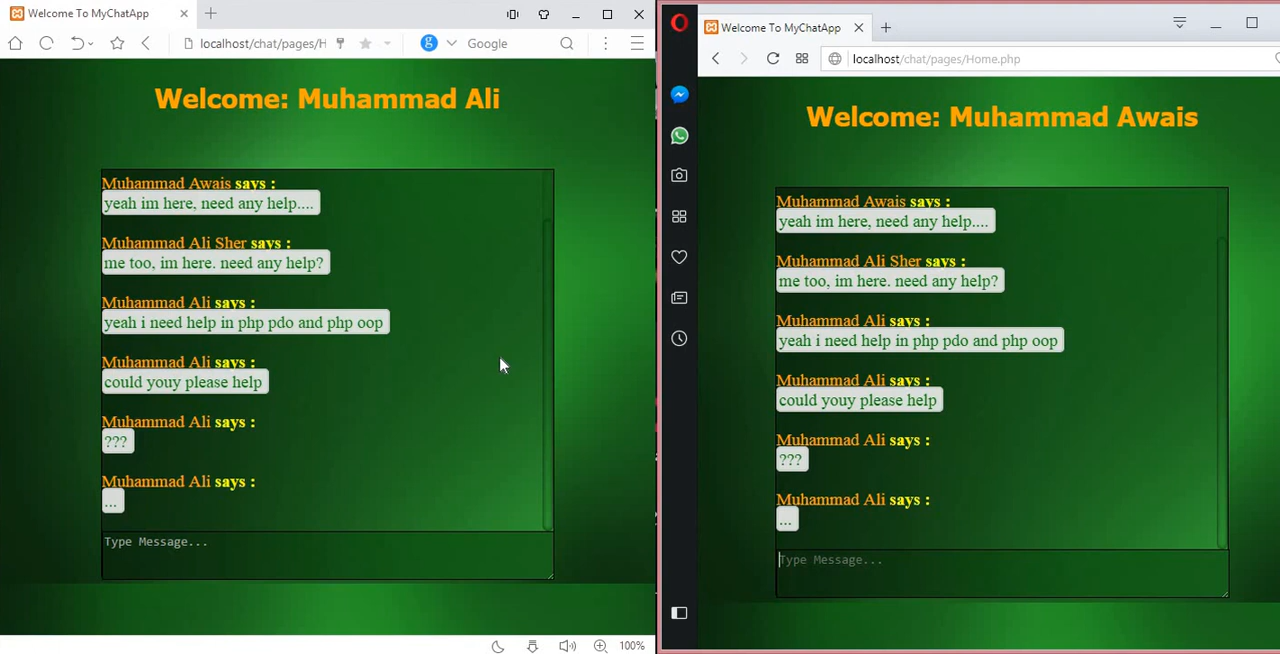 Welcome To MyChatApp
localhost/chat/pages/H
Google
Welcome: Muhammad Ali
Muhammad Awais says :
yeah im here, need any help....
Muhammad Ali Sher says :
me too, im here. need any help?
Muhammad Ali says :
yeah i need help in php pdo and php oop
Muhammad Ali says :
could youy please help
Muhammad Ali says :
???
Muhammad Ali says :
...
Type Message...
100%
Welcome To MyChatApp
localhost/chat/pages/Home.php
Welcome: Muhammad Awais
Muhammad Awais says :
yeah im here, need any help....
Muhammad Ali Sher says :
me too, im here. need any help?
Muhammad Ali says :
yeah i need help in php pdo and php oop
Muhammad Ali says :
could youy please help
Muhammad Ali says :
???
Muhammad Ali says :
...
Type Message...